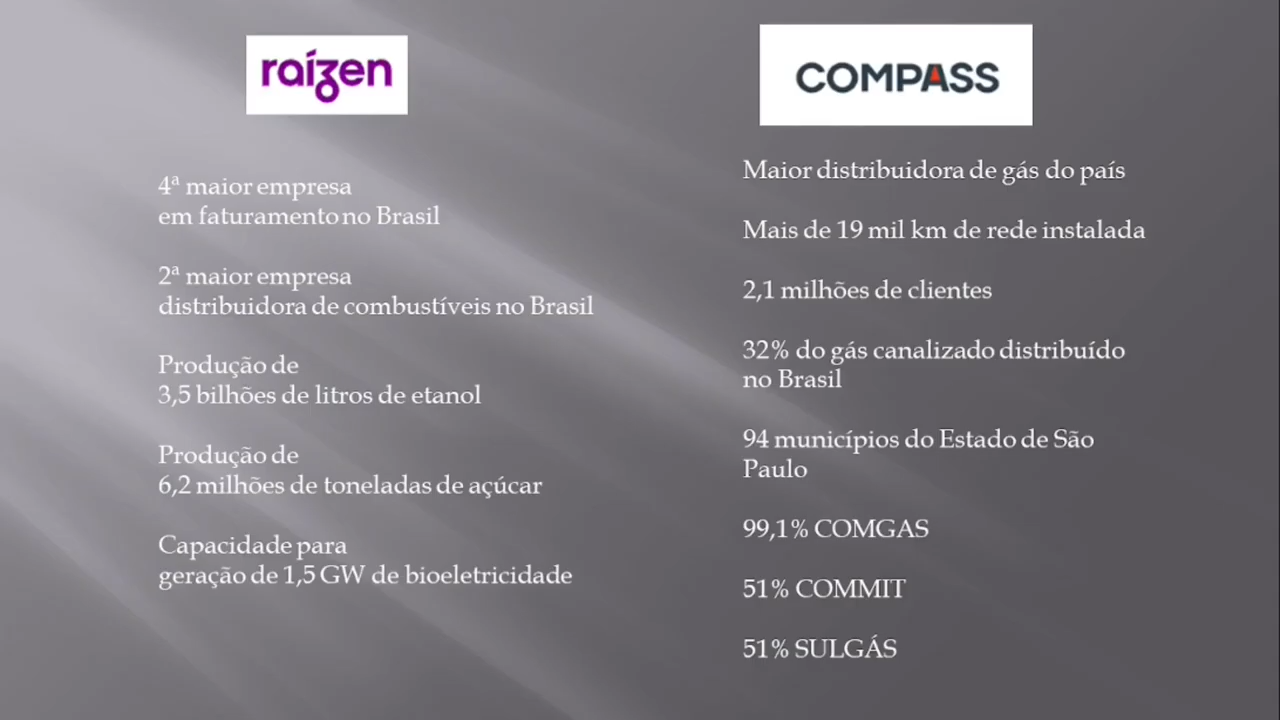 raízen
4ª maior empresa
em faturamento no Brasil
2ª maior empresa
distribuidora de combustíveis no Brasil
Produção de
3,5 bilhões de litros de etanol
Produção de
6,2 milhões de toneladas de açúcar
Capacidade para
geração de 1,5 GW de bioeletricidade
COMPASS
Maior distribuidora de gás do país
Mais de 19 mil km de rede instalada
2,1 milhões de clientes
32% do gás canalizado distribuído
no Brasil
94 municípios do Estado de São
Paulo
99,1% COMGAS
51% COMMIT
51% SULGÁS